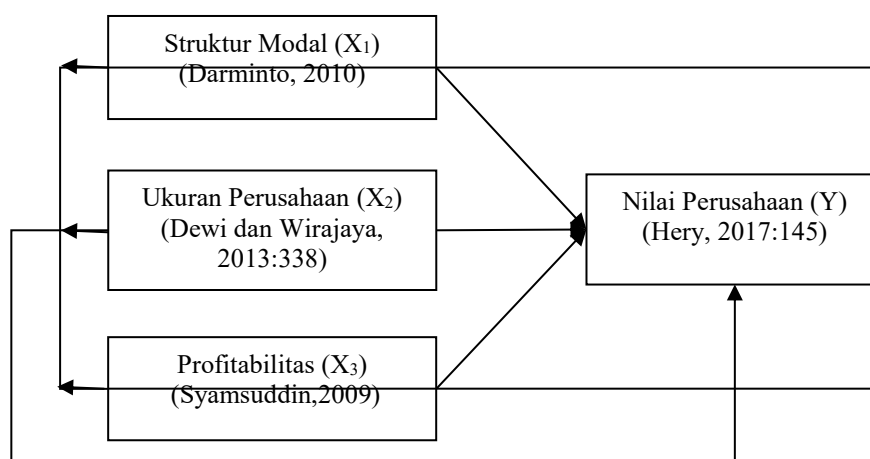 Struktur Modal (X₁)
(Darminto, 2010)
Ukuran Perusahaan (X₂)
(Dewi dan Wirajaya,
2013:338)
Profitabilitas (X₃)
(Syamsuddin,2009)
Nilai Perusahaan (Y)
(Hery, 2017:145)